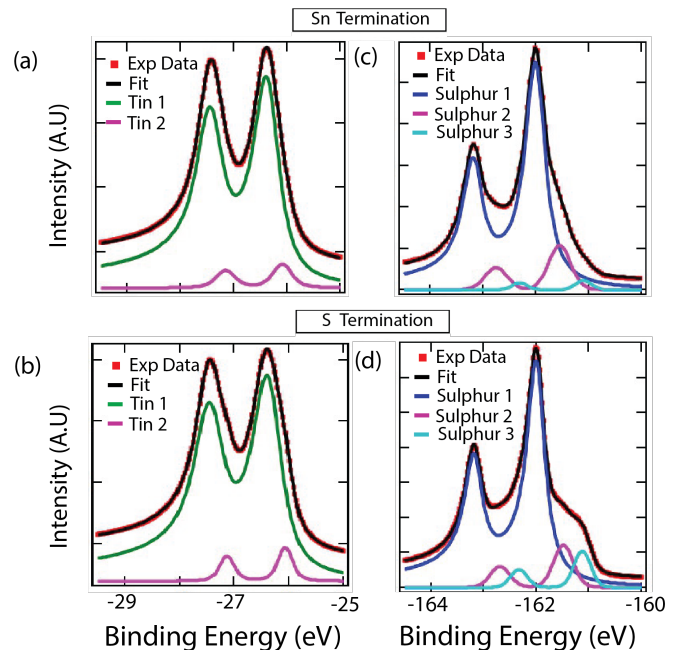 Sn Termination
(a)
Exp Data
Fit
Tin 1
Tin 2
Intensity (A.U)
(c)
Exp Data
Fit
Sulphur 1
Sulphur 2
Sulphur 3
S Termination
(b)
Exp Data
Fit
Tin 1
Tin 2
Intensity (A.U)
-29
-27
-25
Binding Energy (eV)
(d)
Exp Data
Fit
Sulphur 1
Sulphur 2
Sulphur 3
-164
-162
-160
Binding Energy (eV)